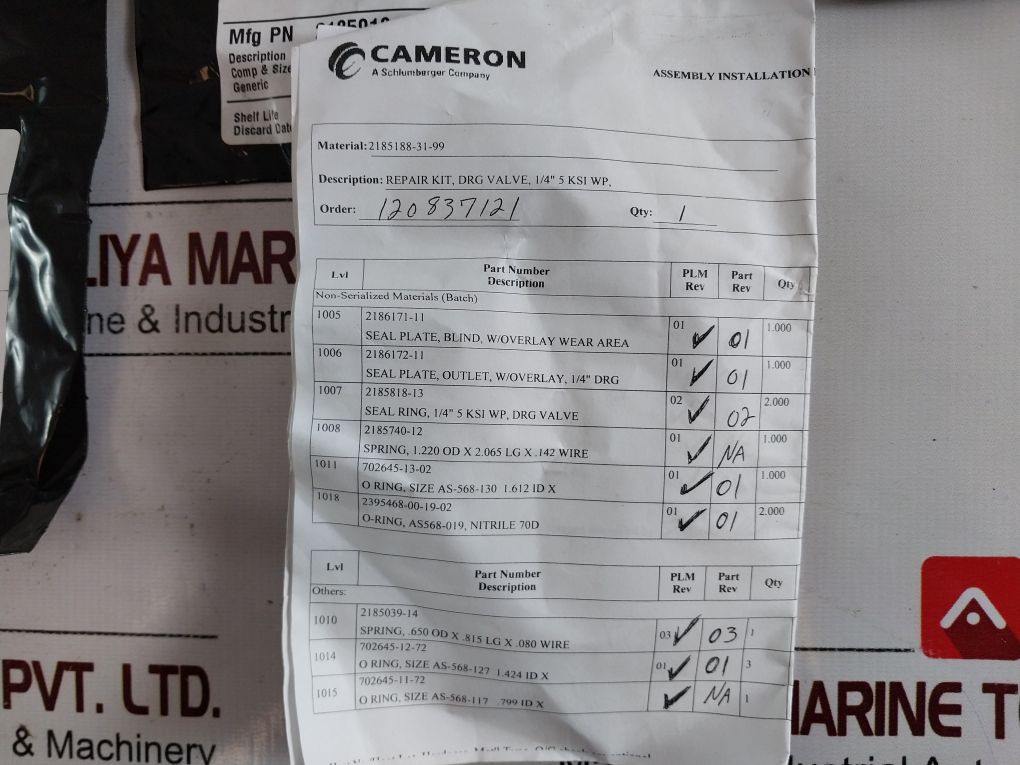 Mfg PN
Description
Comp & Size
Generic
Shelf Life
Discard Date
CAMERON
A Schlumberger Company
ASSEMBLY INSTALLATION
Material: 2185188-31-99
Description: REPAIR KIT, DRG VALVE, 1/4" 5 KSI WP,
Order: 120837121 Qty: 1
Lvl Part Number Description PLM Rev Part Rev Qty
Non-Serialized Materials (Batch)
1005 2186171-11 01 ✓ 01 1.000
SEAL PLATE, BLIND, W/OVERLAY WEAR AREA
1006 2186172-11 01 ✓ 01 1.000
SEAL PLATE, OUTLET, W/OVERLAY, 1/4" DRG
1007 2185818-13 02 ✓ 02 2.000
SEAL RING, 1/4" 5 KSI WP, DRG VALVE
1008 2185740-12 01 ✓ NA 1.000
SPRING, 1.220 OD X 2.065 LG X .142 WIRE
1011 702645-13-02 01 ✓ 01 1.000
O RING, SIZE AS-568-130 1.612 ID X
1018 2395468-00-19-02 01 ✓ 01 2.000
O-RING, AS568-019, NITRILE 70D
Lvl Part Number Description PLM Rev Part Rev Qty
Others:
1010 2185039-14 03 ✓ 03 1
SPRING, .650 OD X .815 LG X .080 WIRE
1014 702645-12-72 01 ✓ 01 3
O RING, SIZE AS-568-127 1.424 ID X
1015 702645-11-72 ✓ NA 1
O RING, SIZE AS-568-117 .799 ID X
LIYA MAR
ne & Industr
PVT. LTD.
& Machinery
MARINE T